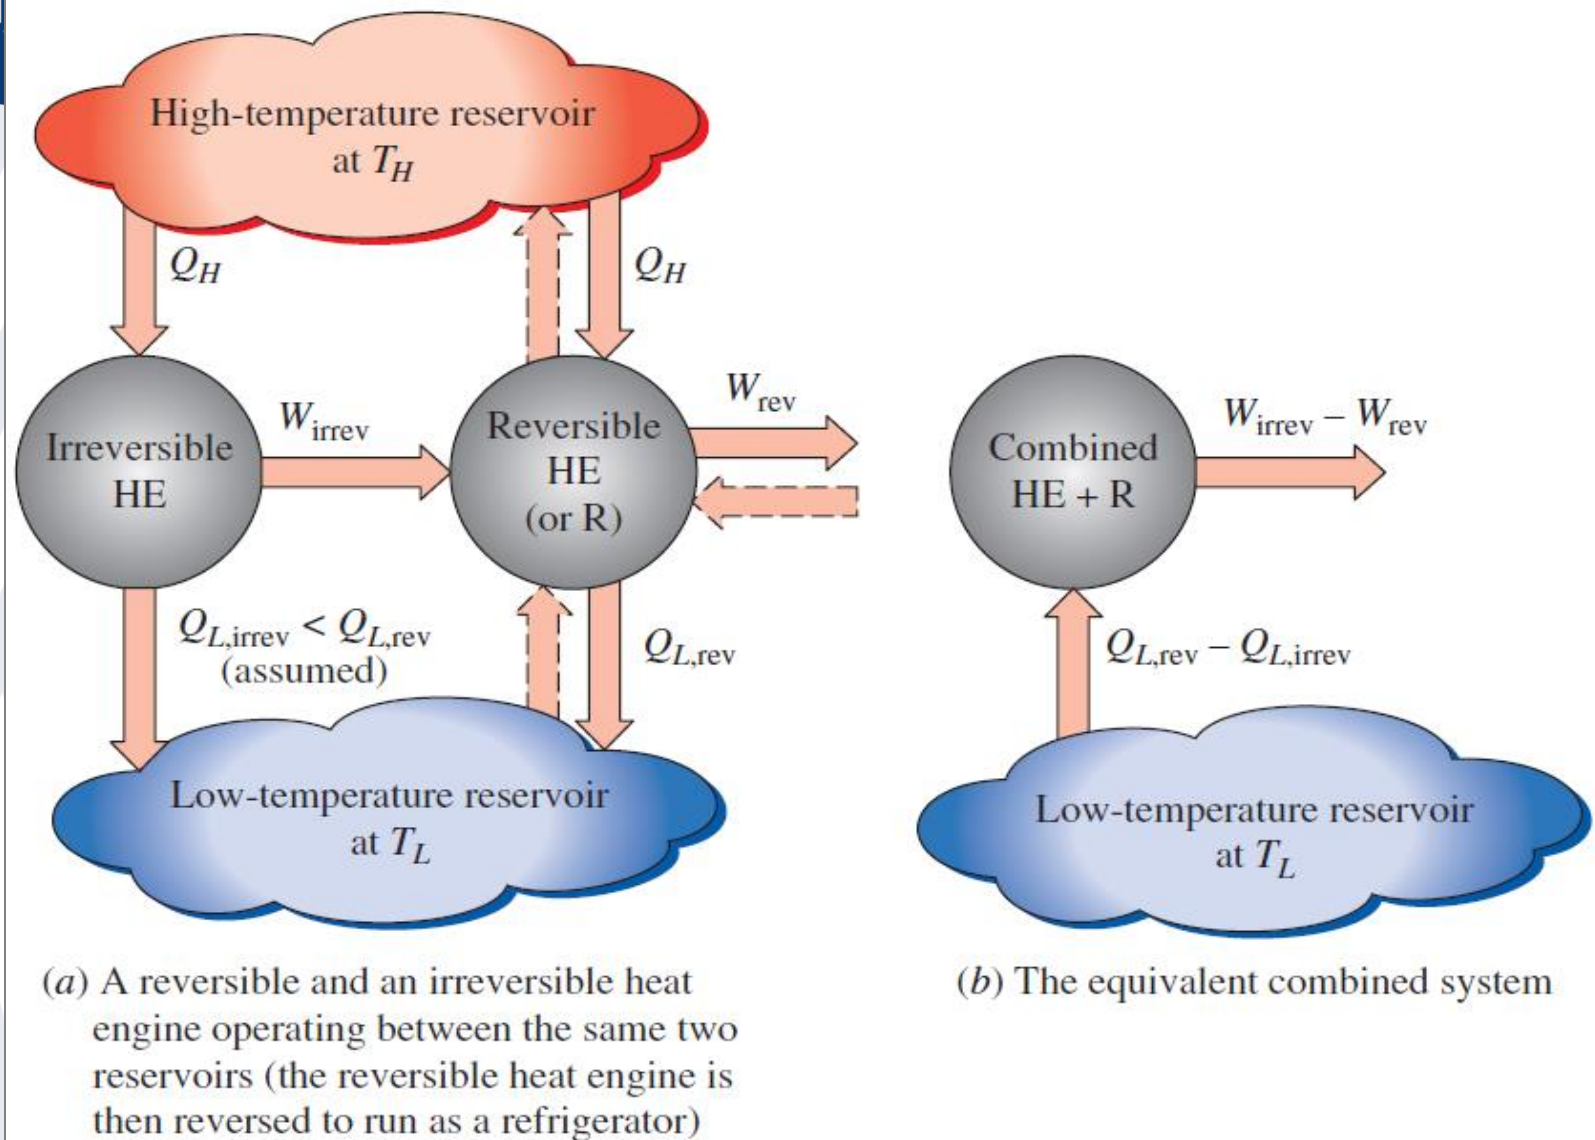 High-temperature reservoir
at T_H
Q_H
Q_H
Irreversible
HE
W_irrev
Reversible
HE
(or R)
W_rev
Q_L,irrev < Q_L,rev
(assumed)
Q_L,rev
Low-temperature reservoir
at T_L
(a) A reversible and an irreversible heat
engine operating between the same two
reservoirs (the reversible heat engine is
then reversed to run as a refrigerator)
Combined
HE + R
W_irrev – W_rev
Q_L,rev – Q_L,irrev
Low-temperature reservoir
at T_L
(b) The equivalent combined system